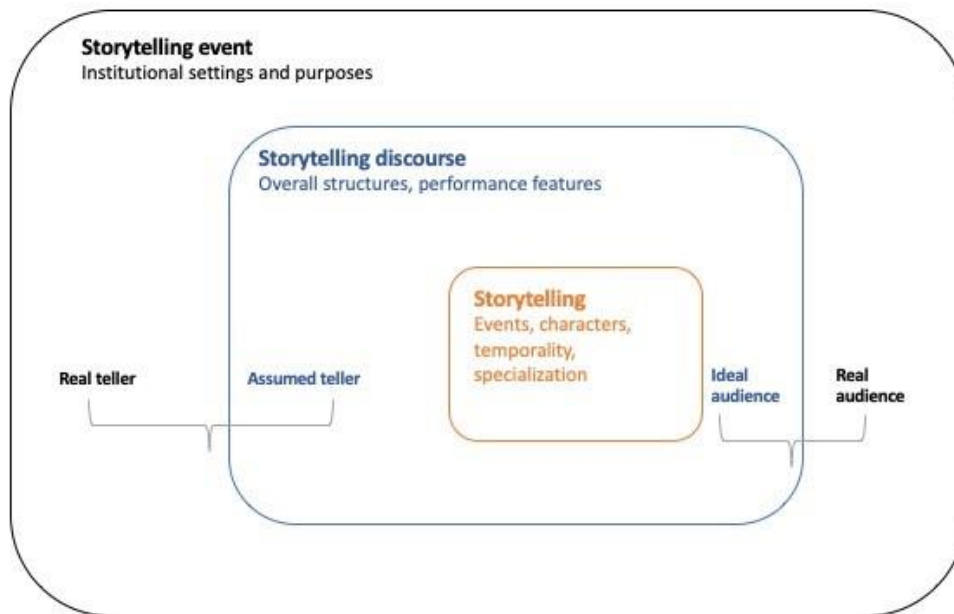 Storytelling event
Institutional settings and purposes
Storytelling discourse
Overall structures, performance features
Storytelling
Events, characters,
temporality,
specialization
Real teller
Assumed teller
Ideal
audience
Real
audience